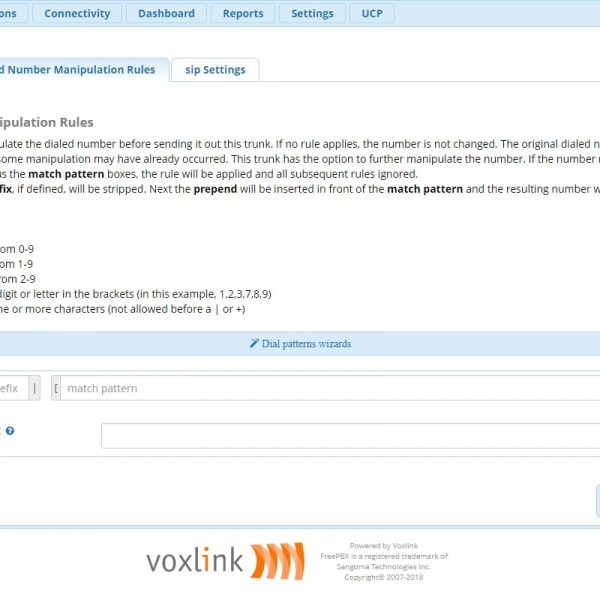 ons Connectivity Dashboard Reports Settings UCP
d Number Manipulation Rules sip Settings
ipulation Rules
ulate the dialed number before sending it out this trunk. If no rule applies, the number is not changed. The original dialed n
some manipulation may have already occurred. This trunk has the option to further manipulate the number. If the number
us the match pattern boxes, the rule will be applied and all subsequent rules ignored.
fix, if defined, will be stripped. Next the prepend will be inserted in front of the match pattern and the resulting number w
om 0-9
om 1-9
rom 2-9
digit or letter in the brackets (in this example, 1,2,3,7,8,9)
ne or more characters (not allowed before a | or +)
Dial patterns wizards
efix | [ match pattern
voxlink
Powered by Voxlink
FreePBX is a registered trademark of
Sangoma Technologies Inc.
Copyright© 2007-2018